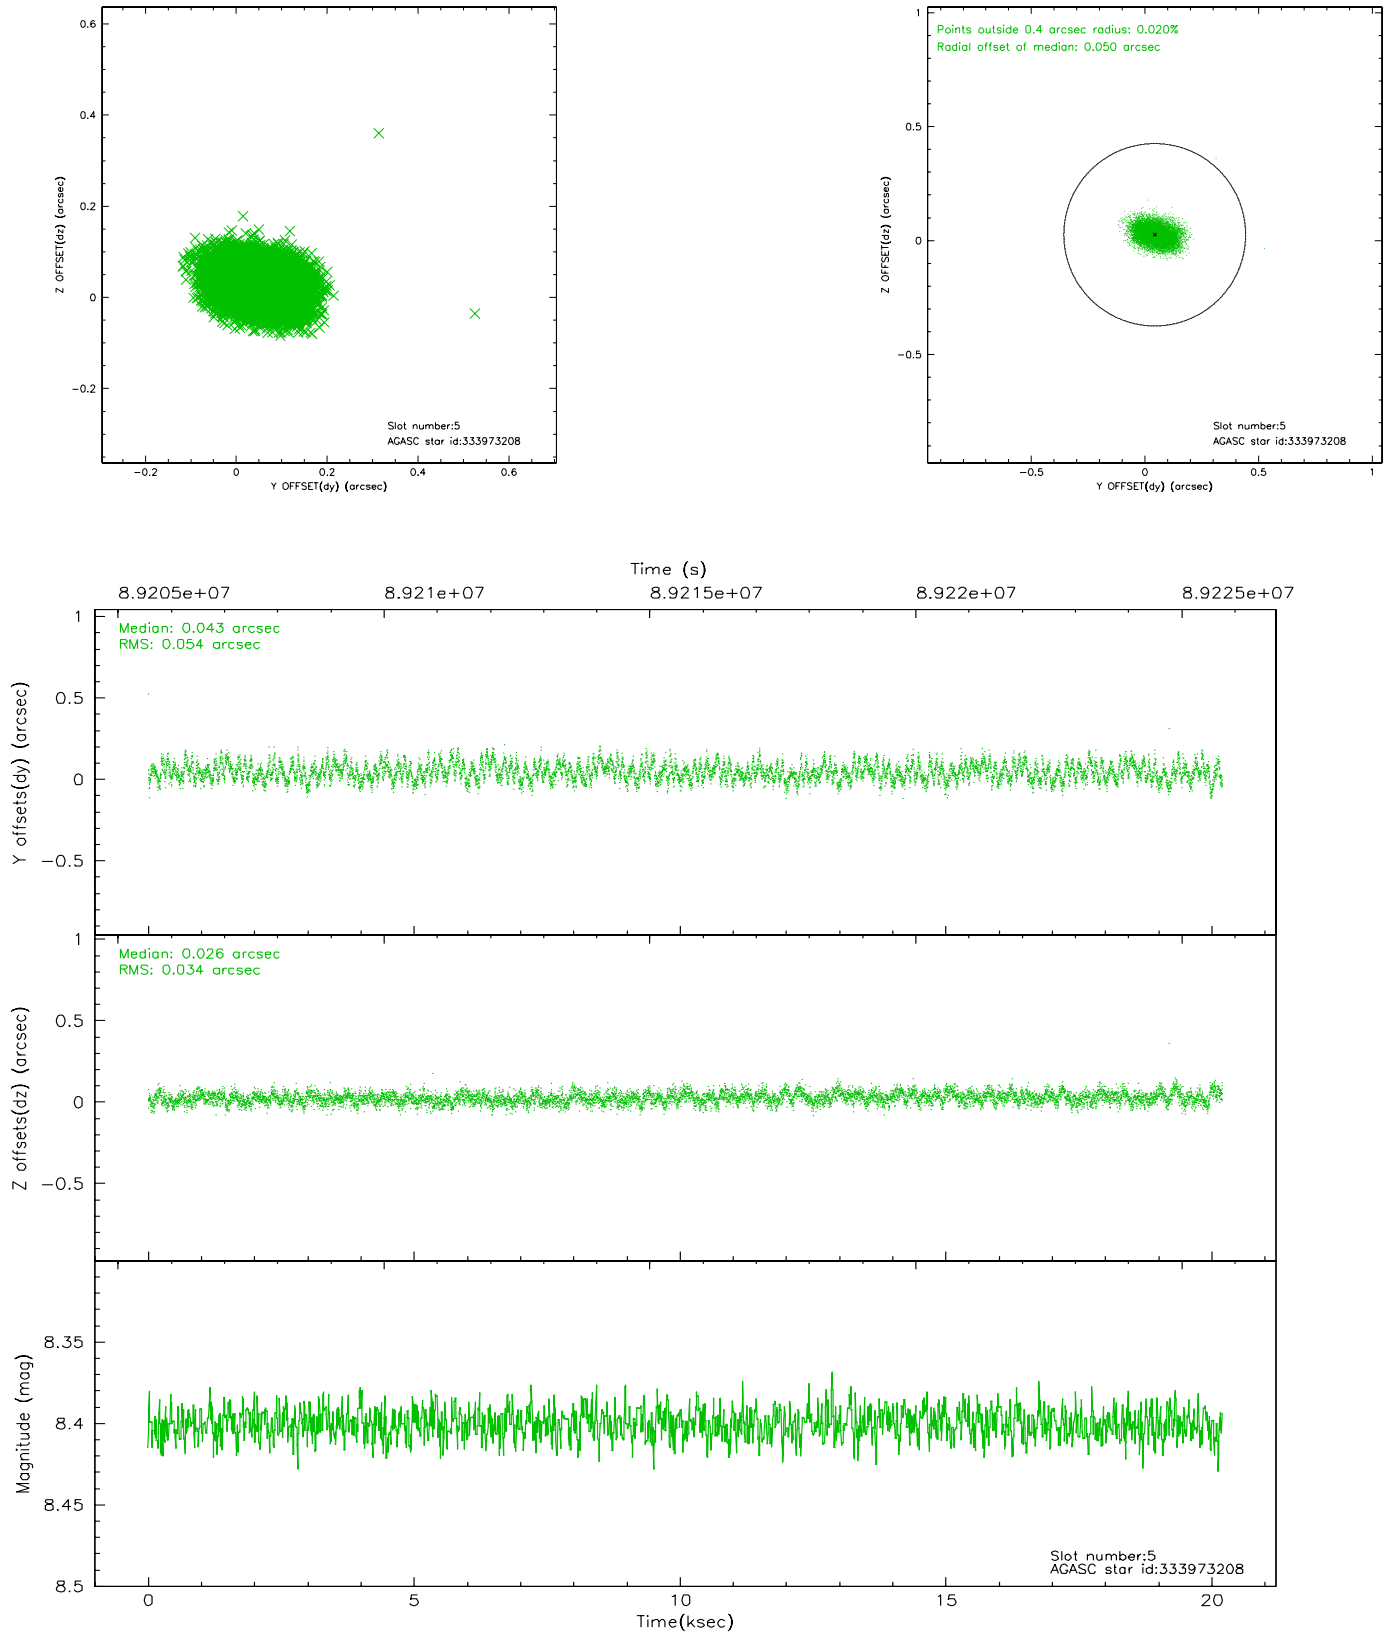 0.6
0.4
0.2
0
−0.2
Z OFFSET(dz) (arcsec)
Slot number:5
AGASC star id:333973208
−0.2 0 0.2 0.4 0.6
Y OFFSET(dy) (arcsec)
Points outside 0.4 arcsec radius: 0.020%
Radial offset of median: 0.050 arcsec
1
0.5
0
−0.5
Z OFFSET(dz) (arcsec)
Slot number:5
AGASC star id:333973208
−0.5 0 0.5 1
Y OFFSET(dy) (arcsec)
Time (s)
8.9205e+07 8.921e+07 8.9215e+07 8.922e+07 8.9225e+07
Median: 0.043 arcsec
RMS: 0.054 arcsec
1
0.5
0
−0.5
Y offsets(dy) (arcsec)
Median: 0.026 arcsec
RMS: 0.034 arcsec
1
0.5
0
−0.5
Z offsets(dz) (arcsec)
8.35
8.4
8.45
8.5
Magnitude (mag)
Slot number:5
AGASC star id:333973208
0 5 10 15 20
Time(ksec)